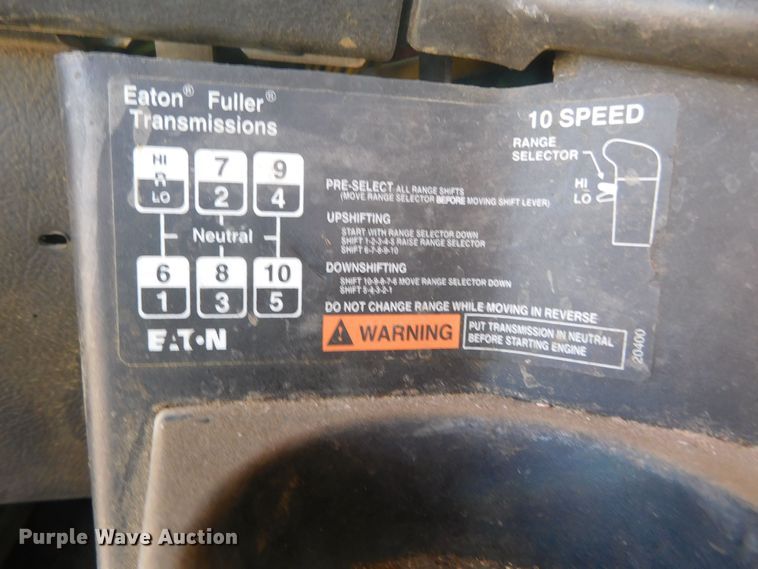 Eaton® Fuller®
Transmissions
10 SPEED
RANGE
SELECTOR
HI
LO
HI
R
LO
7
2
9
4
Neutral
6
1
8
3
10
5
EATON
PRE-SELECT ALL RANGE SHIFTS
(MOVE RANGE SELECTOR BEFORE MOVING SHIFT LEVER)
UPSHIFTING
START WITH RANGE SELECTOR DOWN
SHIFT 1-2-3-4-5 RAISE RANGE SELECTOR
SHIFT 6-7-8-9-10
DOWNSHIFTING
SHIFT 10-9-8-7-6 MOVE RANGE SELECTOR DOWN
SHIFT 5-4-3-2-1
DO NOT CHANGE RANGE WHILE MOVING IN REVERSE
WARNING
PUT TRANSMISSION IN NEUTRAL
BEFORE STARTING ENGINE
20400
Purple Wave Auction